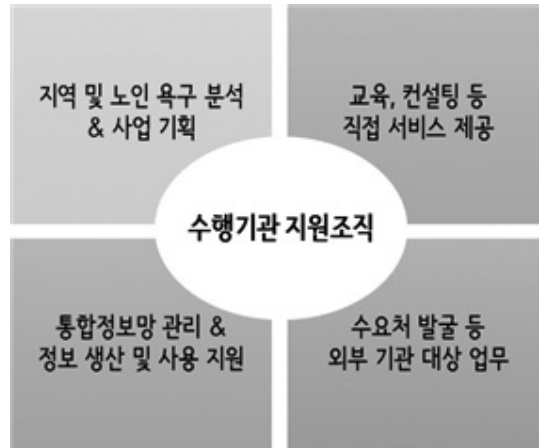 지역 및 노인 욕구 분석
& 사업 기획
교육, 컨설팅 등
직접 서비스 제공
수행기관 지원조직
통합정보망 관리 &
정보 생산 및 사용 지원
수요처 발굴 등
외부 기관 대상 업무